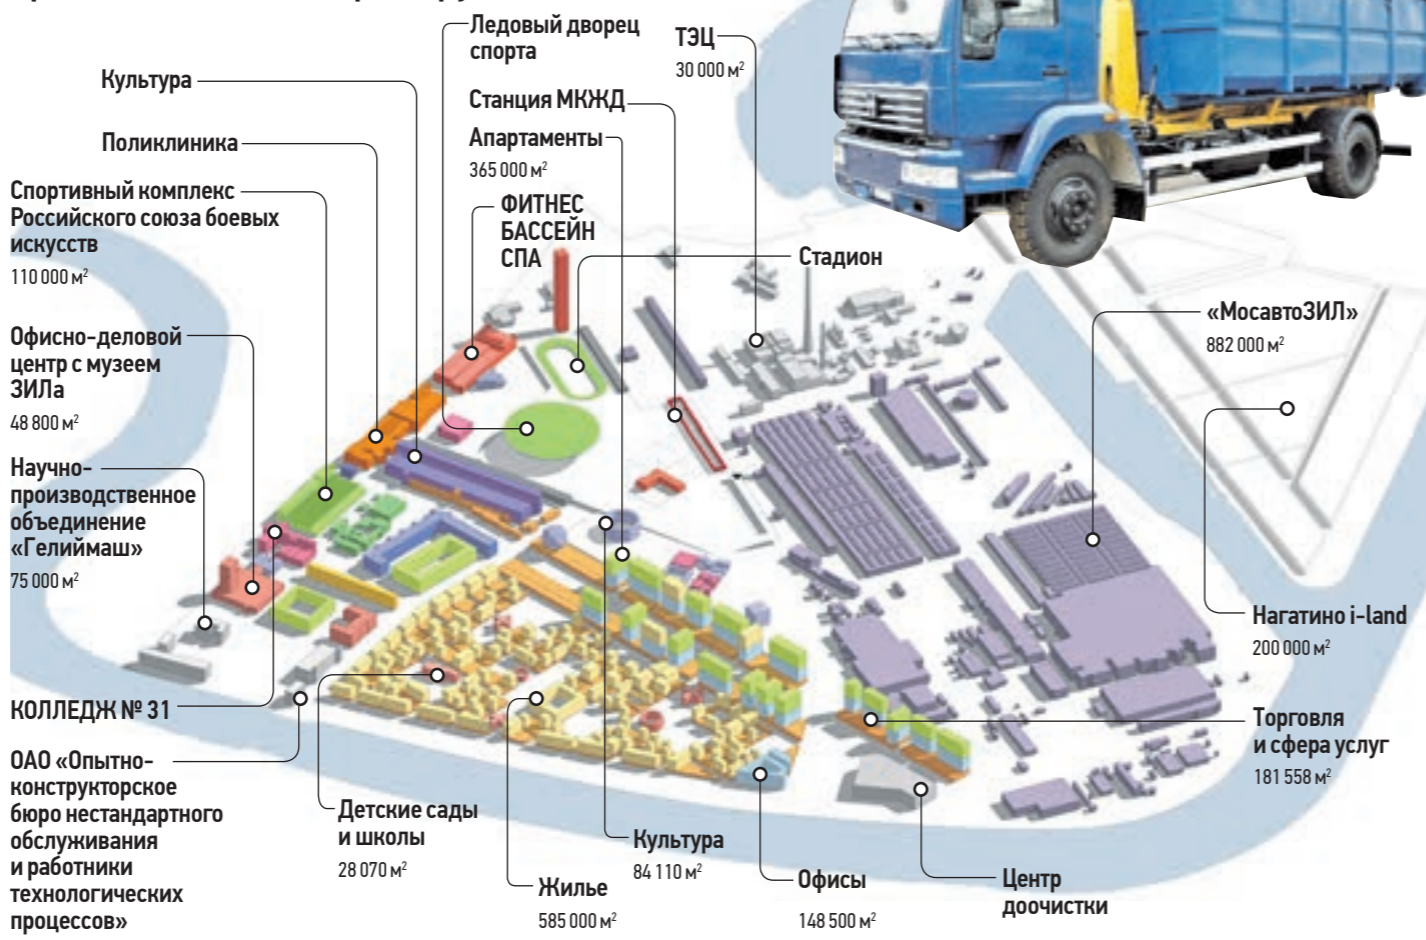 Ледовый дворец
спорта
ТЭЦ
30 000 м²
Культура
Станция МКЖД
Апартаменты
365 000 м²
Поликлиника
Спортивный комплекс
Российского союза боевых
искусств
110 000 м²
ФИТНЕС
БАССЕЙН
СПА
Стадион
«МосавтоЗИЛ»
882 000 м²
Офисно-деловой
центр с музеем
ЗИЛа
48 800 м²
Научно-
производственное
объединение
«Гелиймаш»
75 000 м²
Нагатино i-land
200 000 м²
КОЛЛЕДЖ № 31
Торговля
и сфера услуг
181 558 м²
ОАО «Опытно-
конструкторское
бюро нестандартного
обслуживания
и работники
технологических
процессов»
Детские сады
и школы
28 070 м²
Культура
84 110 м²
Жилье
585 000 м²
Офисы
148 500 м²
Центр
доочистки